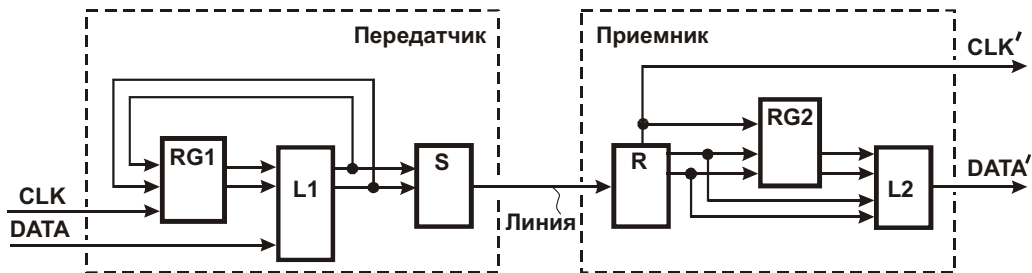 Передатчик
Приемник
CLK′
RG1
L1
S
R
RG2
L2
CLK
DATA
Линия
DATA′